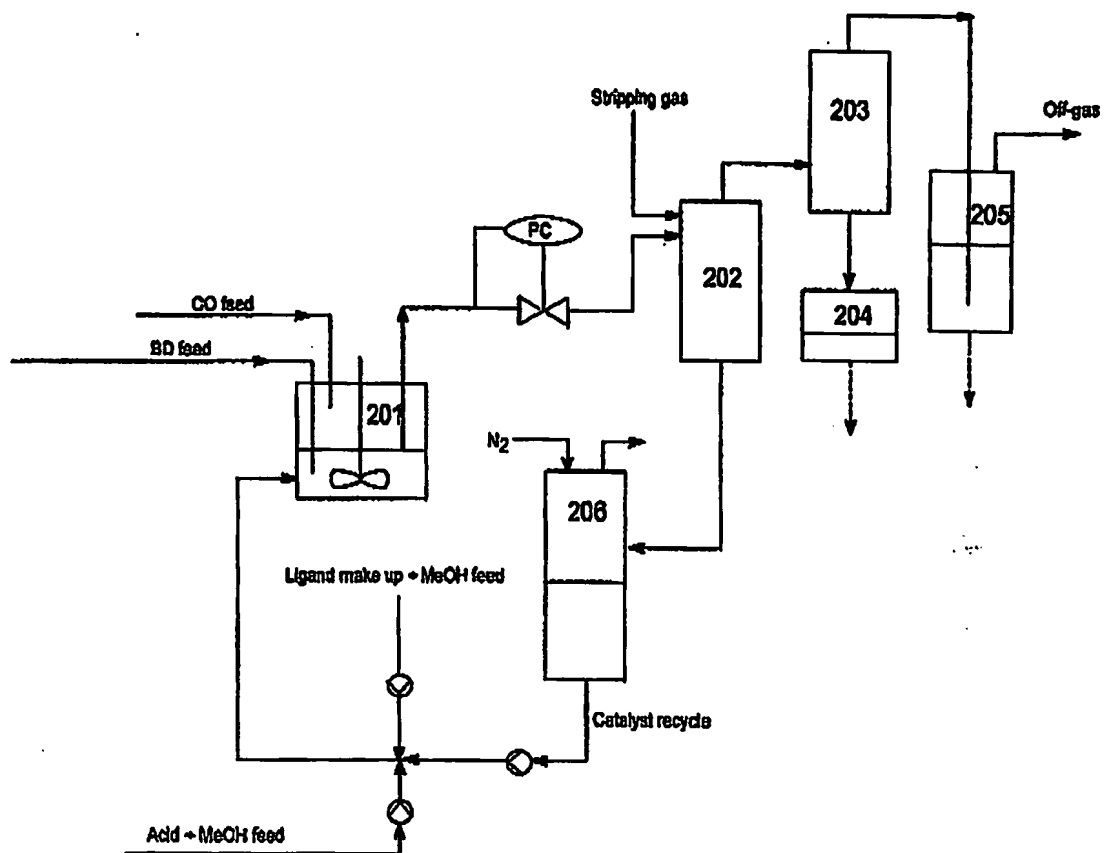 203
Stripping gas
Off-gas
205
PC
202
CO feed
204
BD feed
201
N2
206
Ligand make up + MeOH feed
Catalyst recycle
Acid + MeOH feed